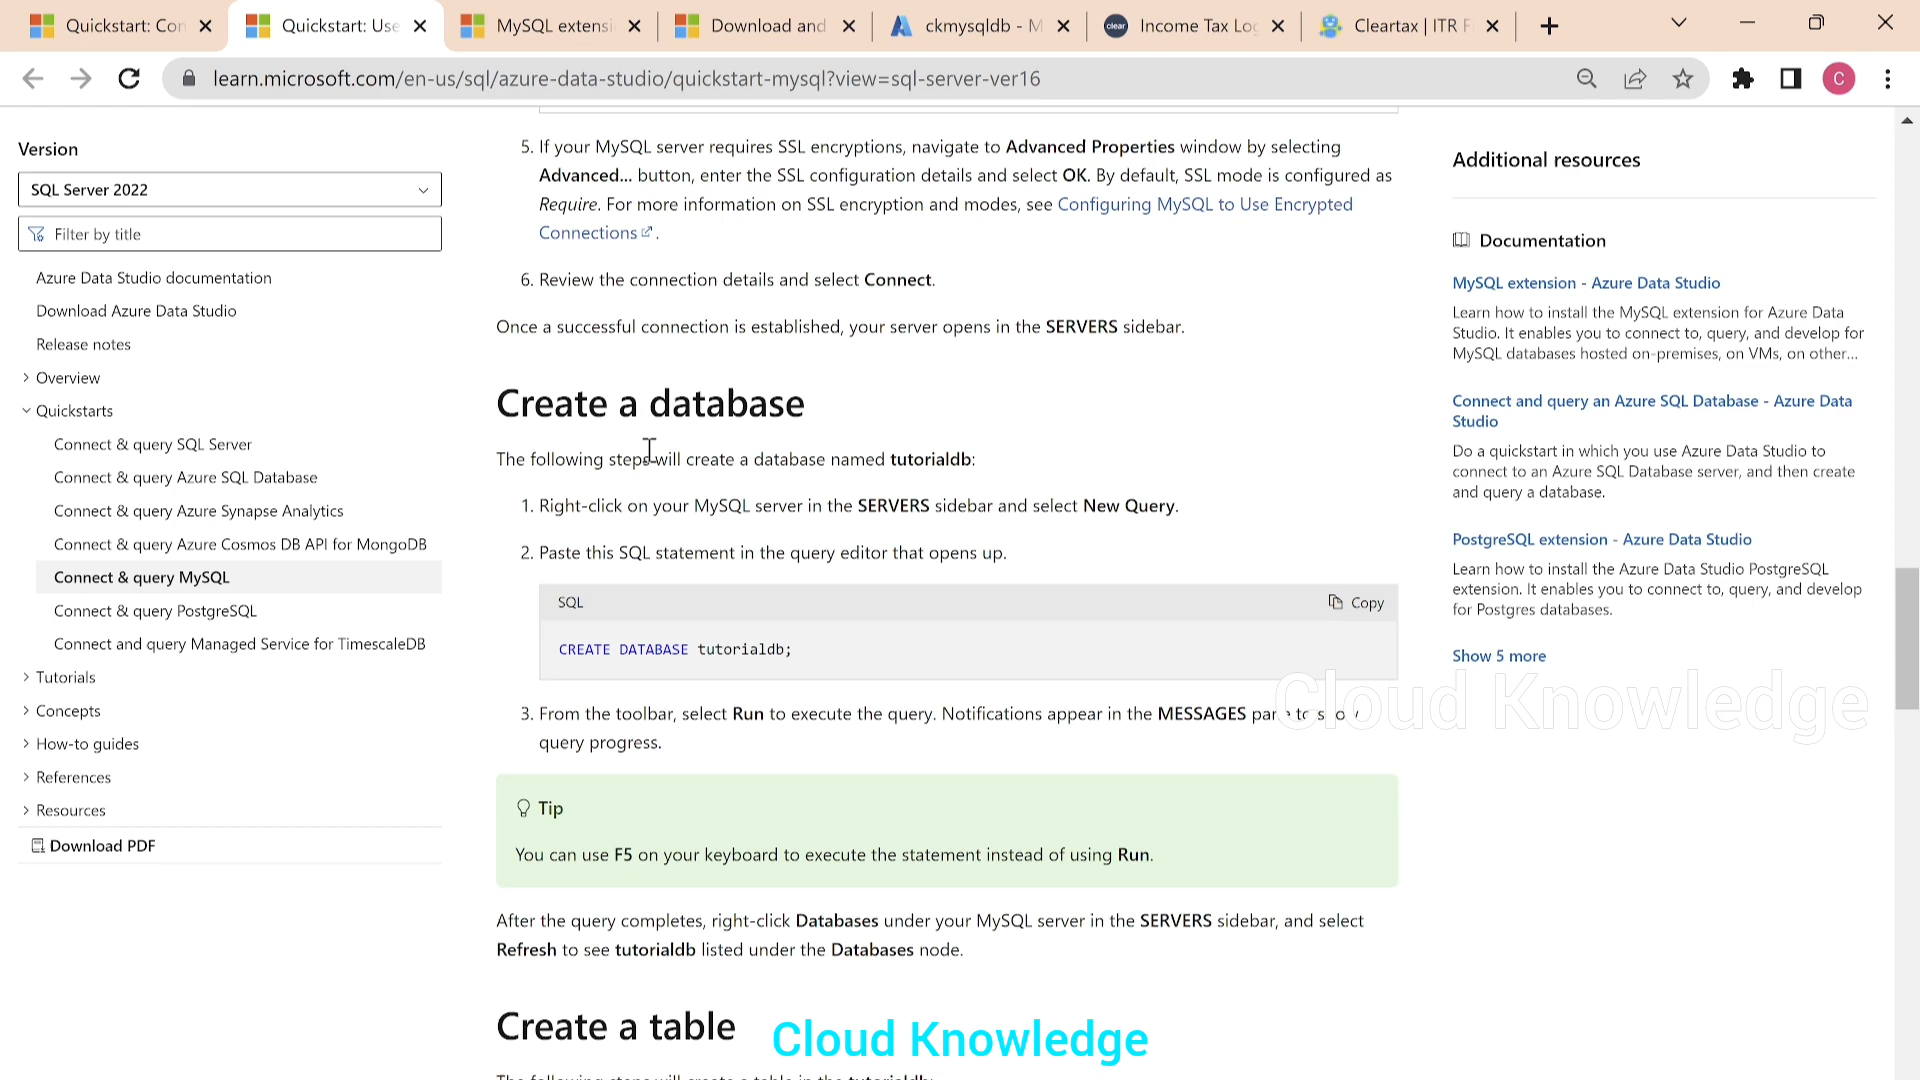 Quickstart: Con
Quickstart: Use
MySQL extensi
Download and
ckmysqldb - M
Income Tax Log
Cleartax | ITR F
learn.microsoft.com/en-us/sql/azure-data-studio/quickstart-mysql?view=sql-server-ver16
C
Version
SQL Server 2022
Filter by title
Azure Data Studio documentation
Download Azure Data Studio
Release notes
Overview
Quickstarts
Connect & query SQL Server
Connect & query Azure SQL Database
Connect & query Azure Synapse Analytics
Connect & query Azure Cosmos DB API for MongoDB
Connect & query MySQL
Connect & query PostgreSQL
Connect and query Managed Service for TimescaleDB
Tutorials
Concepts
How-to guides
References
Resources
Download PDF
5. If your MySQL server requires SSL encryptions, navigate to Advanced Properties window by selecting
Advanced... button, enter the SSL configuration details and select OK. By default, SSL mode is configured as
Require. For more information on SSL encryption and modes, see Configuring MySQL to Use Encrypted
Connections.
6. Review the connection details and select Connect.
Once a successful connection is established, your server opens in the SERVERS sidebar.
Create a database
The following steps will create a database named tutorialdb:
1. Right-click on your MySQL server in the SERVERS sidebar and select New Query.
2. Paste this SQL statement in the query editor that opens up.
SQL
Copy
CREATE DATABASE tutorialdb;
3. From the toolbar, select Run to execute the query. Notifications appear in the MESSAGES pane to show
query progress.
Tip
You can use F5 on your keyboard to execute the statement instead of using Run.
After the query completes, right-click Databases under your MySQL server in the SERVERS sidebar, and select
Refresh to see tutorialdb listed under the Databases node.
Create a table
Additional resources
Documentation
MySQL extension - Azure Data Studio
Learn how to install the MySQL extension for Azure Data
Studio. It enables you to connect to, query, and develop for
MySQL databases hosted on-premises, on VMs, on other...
Connect and query an Azure SQL Database - Azure Data
Studio
Do a quickstart in which you use Azure Data Studio to
connect to an Azure SQL Database server, and then create
and query a database.
PostgreSQL extension - Azure Data Studio
Learn how to install the Azure Data Studio PostgreSQL
extension. It enables you to connect to, query, and develop
for Postgres databases.
Show 5 more
Cloud Knowledge
Cloud Knowledge